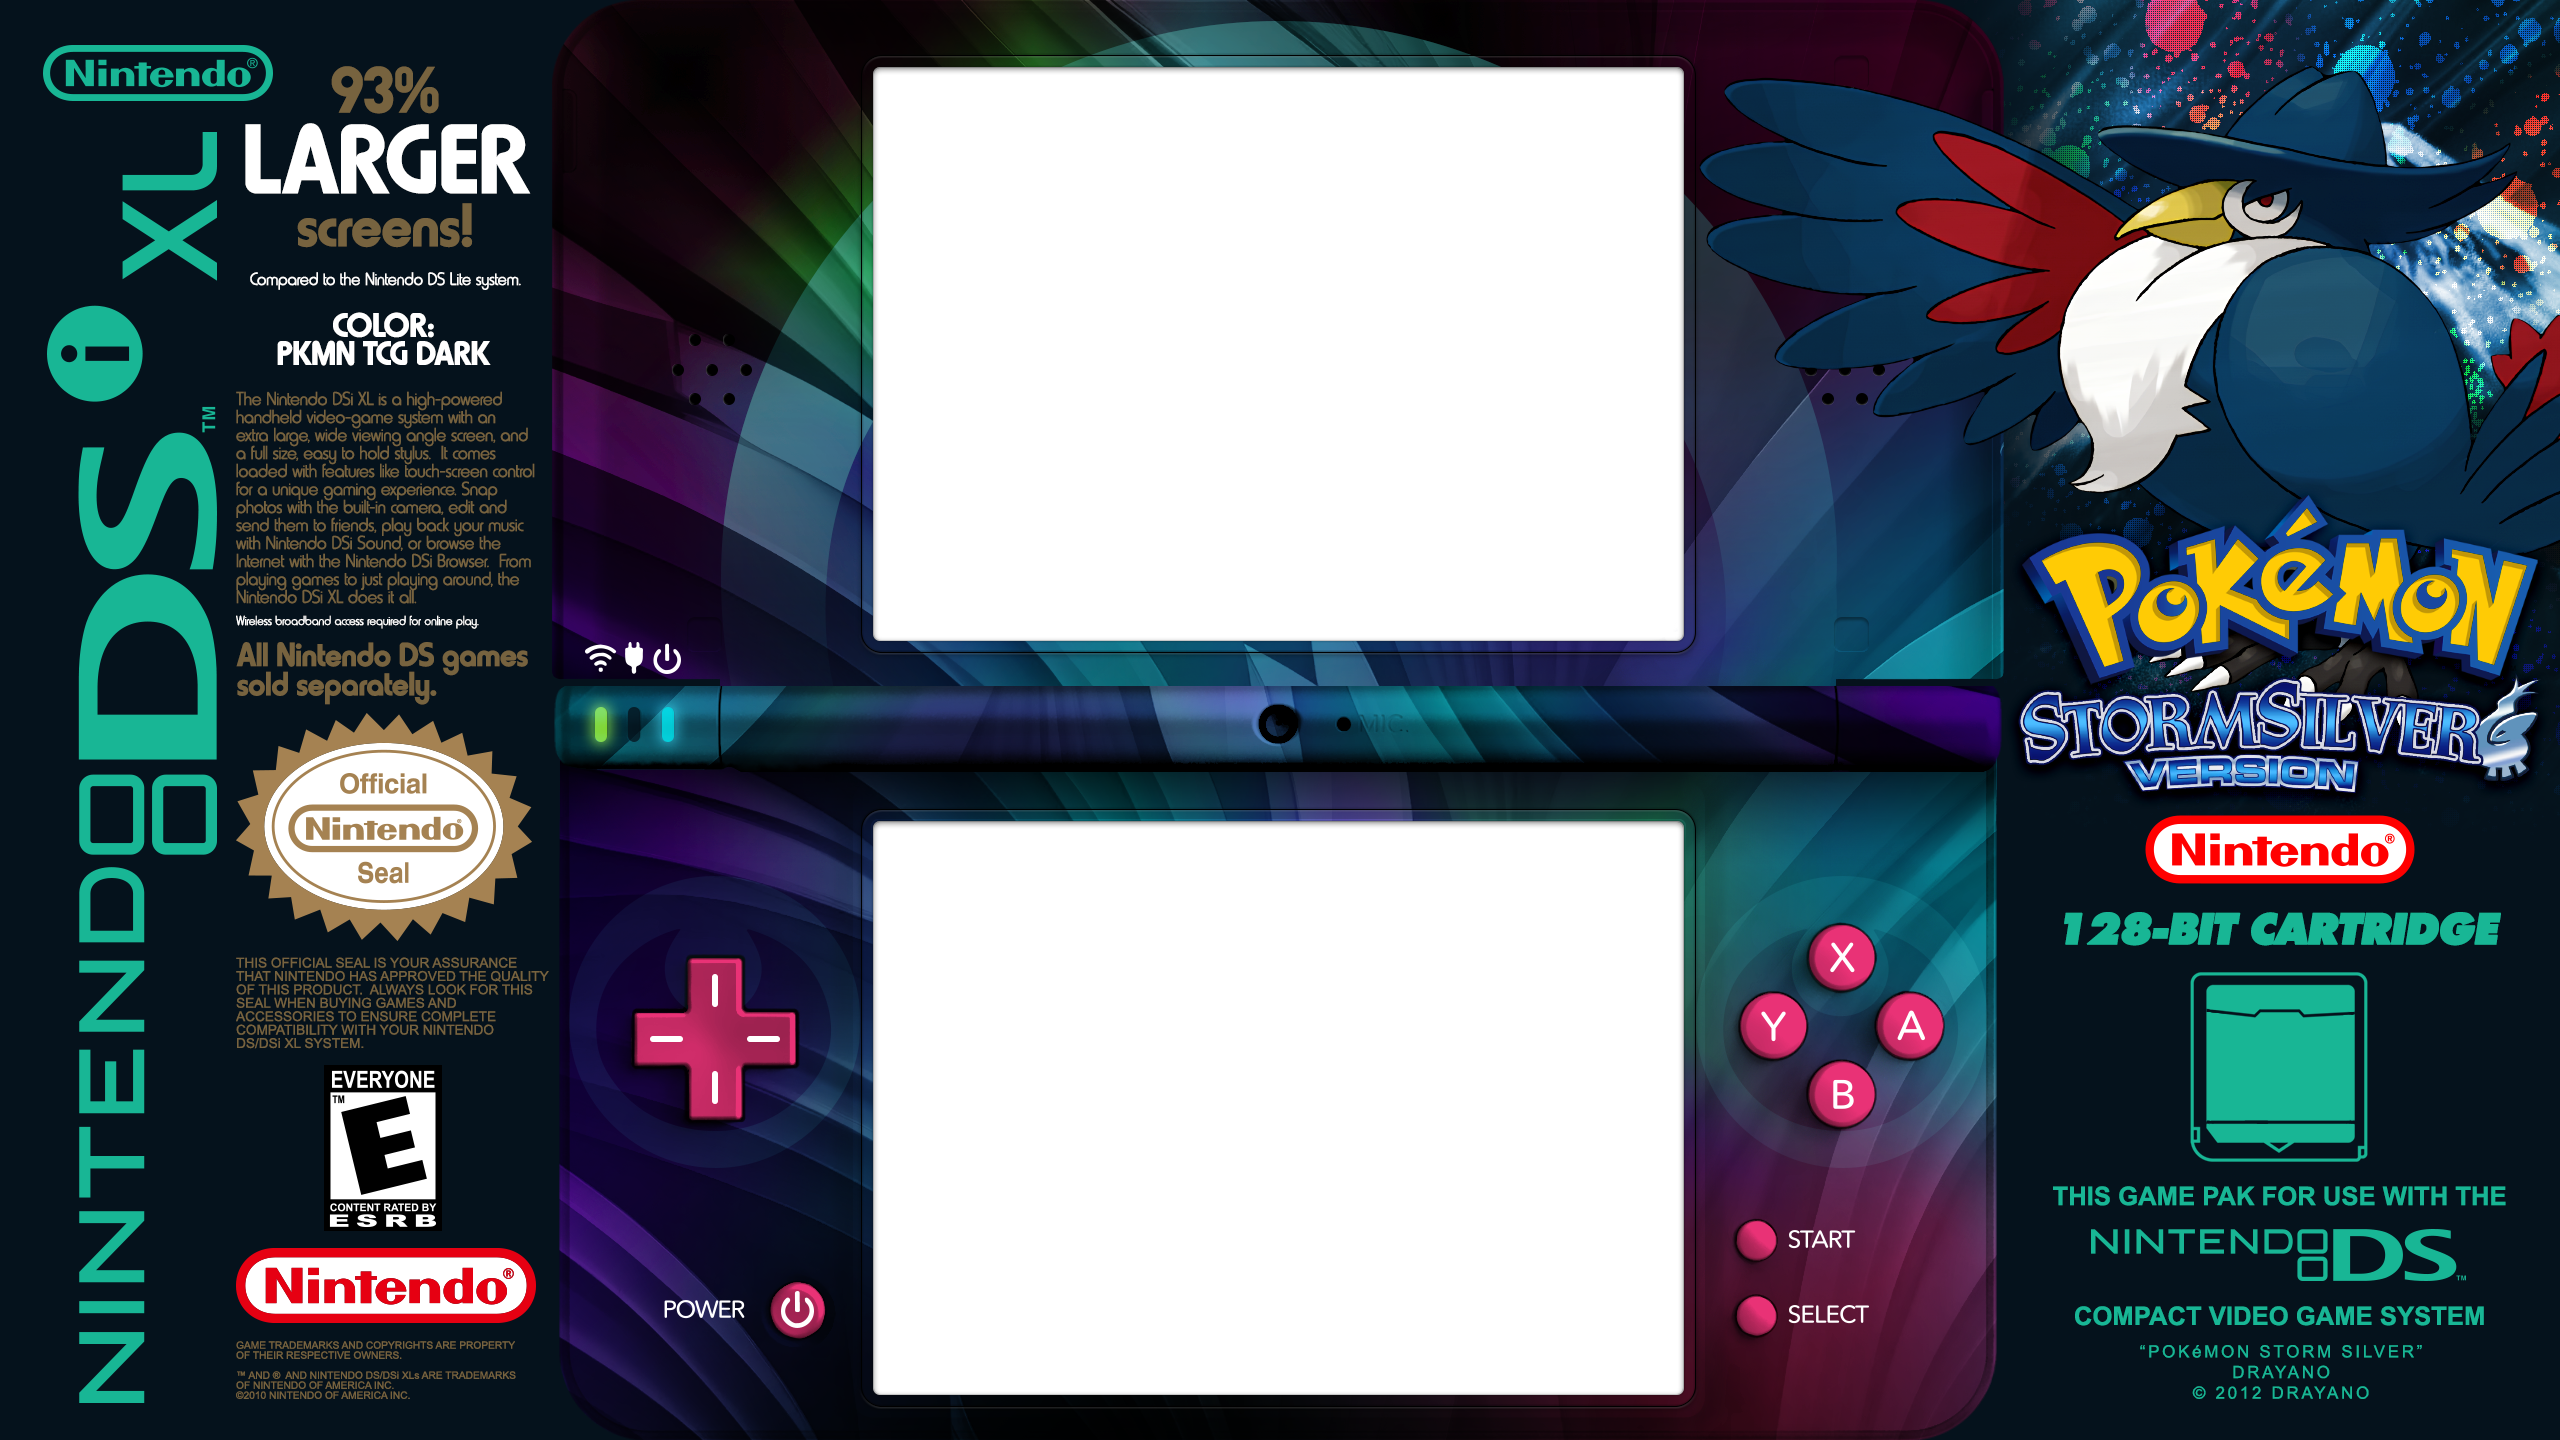 Nintendo®
NINTENDO DS i XL ™
93%
LARGER
screens!
Compared to the Nintendo DS Lite system.
COLOR:
PKMN TCG DARK
The Nintendo DSi XL is a high-powered
handheld video-game system with an
extra large, wide viewing angle screen, and
a full size, easy to hold stylus. It comes
loaded with features like touch-screen control
for a unique gaming experience. Snap
photos with the built-in camera, edit and
send them to friends, play back your music
with Nintendo DSi Sound, or browse the
Internet with the Nintendo DSi Browser. From
playing games to just playing around, the
Nintendo DSi XL does it all.
Wireless broadband access required for online play.
All Nintendo DS games
sold separately.
Official
Nintendo®
Seal
THIS OFFICIAL SEAL IS YOUR ASSURANCE
THAT NINTENDO HAS APPROVED THE QUALITY
OF THIS PRODUCT. ALWAYS LOOK FOR THIS
SEAL WHEN BUYING GAMES AND
ACCESSORIES TO ENSURE COMPLETE
COMPATIBILITY WITH YOUR NINTENDO
DS/DSi XL SYSTEM.
EVERYONE
TM
E
CONTENT RATED BY
ESRB
Nintendo®
GAME TRADEMARKS AND COPYRIGHTS ARE PROPERTY
OF THEIR RESPECTIVE OWNERS.
™ AND ® AND NINTENDO DS/DSi XLs ARE TRADEMARKS
OF NINTENDO OF AMERICA INC.
©2010 NINTENDO OF AMERICA INC.
MIC.
X
Y
A
B
START
SELECT
POWER
POKéMON
STORMSILVER
VERSION
Nintendo®
128-BIT CARTRIDGE
THIS GAME PAK FOR USE WITH THE
NINTENDO DS™
COMPACT VIDEO GAME SYSTEM
“POKéMON STORM SILVER”
DRAYANO
© 2012 DRAYANO